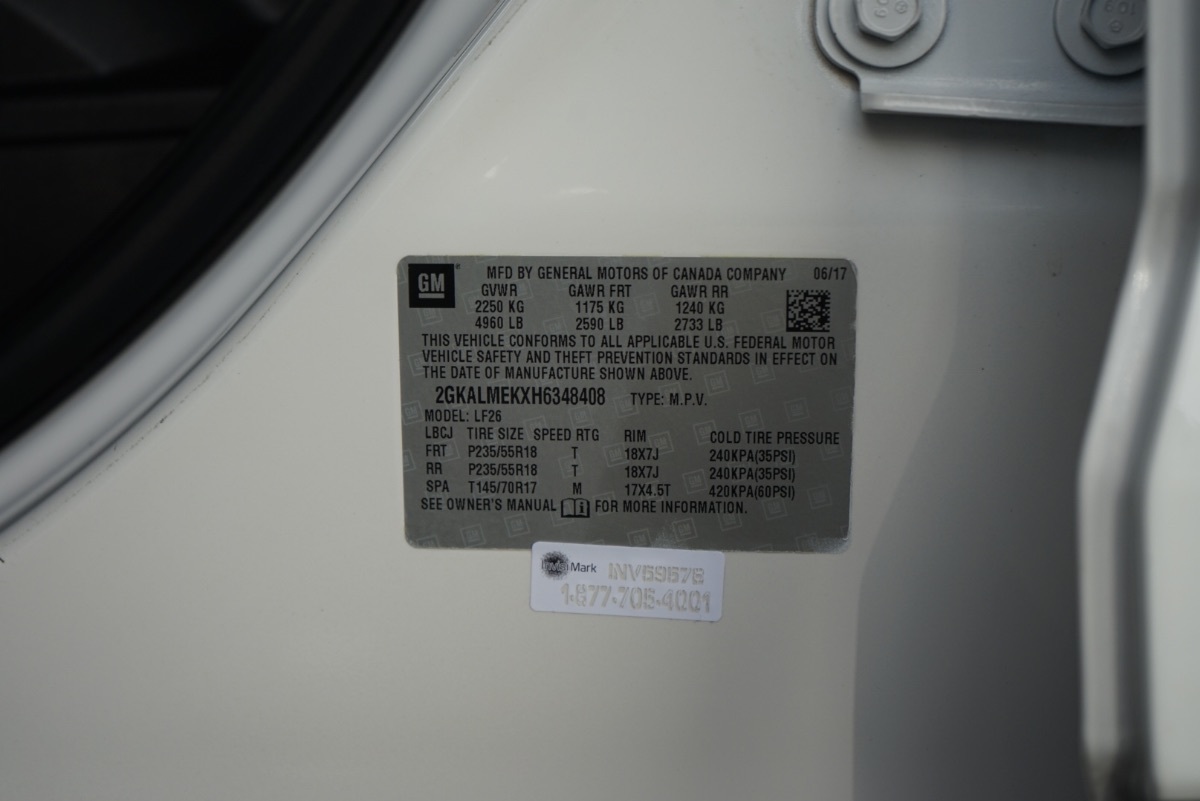 GM MFD BY GENERAL MOTORS OF CANADA COMPANY 06/17
GVWR GAWR FRT GAWR RR
2250 KG 1175 KG 1240 KG
4960 LB 2590 LB 2733 LB
THIS VEHICLE CONFORMS TO ALL APPLICABLE U.S. FEDERAL MOTOR
VEHICLE SAFETY AND THEFT PREVENTION STANDARDS IN EFFECT ON
THE DATE OF MANUFACTURE SHOWN ABOVE.
2GKALMEKXH6348408 TYPE: M.P.V.
MODEL: LF26
LBCJ TIRE SIZE SPEED RTG RIM COLD TIRE PRESSURE
FRT P235/55R18 T 18X7J 240KPA(35PSI)
RR P235/55R18 T 18X7J 240KPA(35PSI)
SPA T145/70R17 M 17X4.5T 420KPA(60PSI)
SEE OWNER'S MANUAL FOR MORE INFORMATION.
Mark
1-877-705-4001